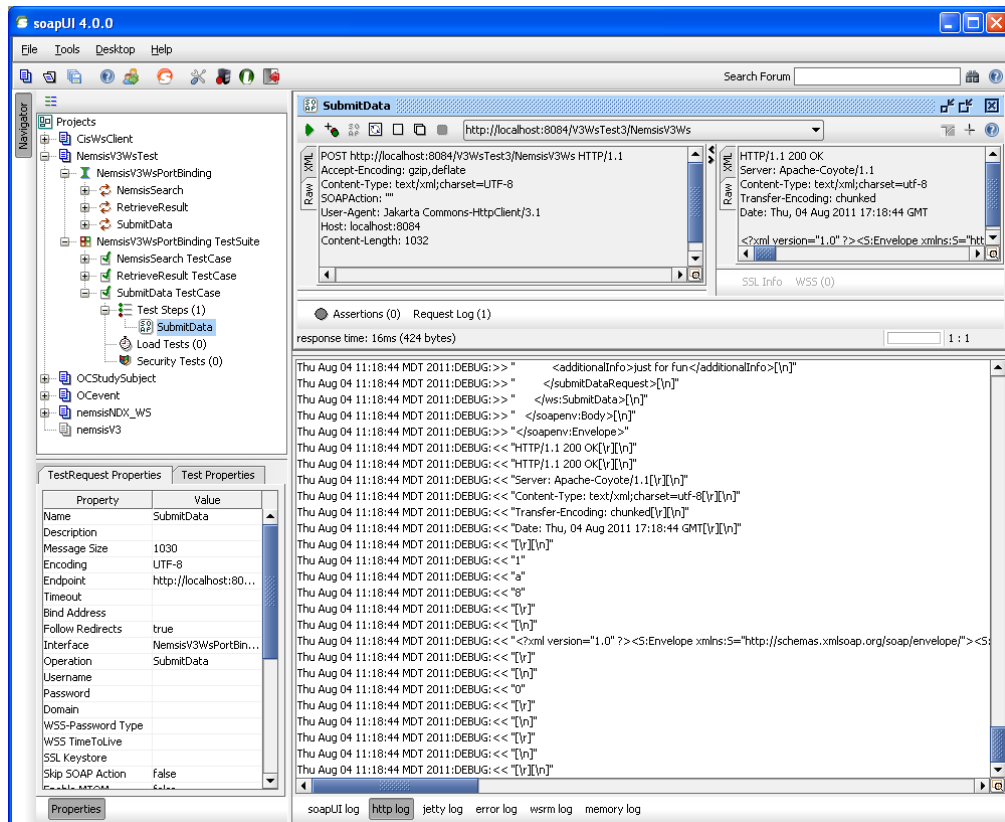 soapUI 4.0.0
File Tools Desktop Help
Search Forum
Navigator
Projects
CisWsClient
NemsisV3WsTest
NemsisV3WsPortBinding
NemsisSearch
RetrieveResult
SubmitData
NemsisV3WsPortBinding TestSuite
NemsisSearch TestCase
RetrieveResult TestCase
SubmitData TestCase
Test Steps (1)
SubmitData
Load Tests (0)
Security Tests (0)
OCStudySubject
OCevent
nemsisNDX_WS
nemsisV3
TestRequest Properties Test Properties
Property Value
Name SubmitData
Description
Message Size 1030
Encoding UTF-8
Endpoint http://localhost:80...
Timeout
Bind Address
Follow Redirects true
Interface NemsisV3WsPortBin...
Operation SubmitData
Username
Password
Domain
WSS-Password Type
WSS TimeToLive
SSL Keystore
Skip SOAP Action false
Enable MTOM false
Properties
SubmitData
http://localhost:8084/V3WsTest3/NemsisV3Ws
XML
Raw
POST http://localhost:8084/V3WsTest3/NemsisV3Ws HTTP/1.1
Accept-Encoding: gzip,deflate
Content-Type: text/xml;charset=UTF-8
SOAPAction: ""
User-Agent: Jakarta Commons-HttpClient/3.1
Host: localhost:8084
Content-Length: 1032
XML
Raw
HTTP/1.1 200 OK
Server: Apache-Coyote/1.1
Content-Type: text/xml;charset=utf-8
Transfer-Encoding: chunked
Date: Thu, 04 Aug 2011 17:18:44 GMT
<?xml version="1.0" ?><S:Envelope xmlns:S="htt
SSL Info WSS (0)
Assertions (0) Request Log (1)
response time: 16ms (424 bytes) 1 : 1
Thu Aug 04 11:18:44 MDT 2011:DEBUG:>> " <additionalInfo>just for fun</additionalInfo>[\n]"
Thu Aug 04 11:18:44 MDT 2011:DEBUG:>> " </submitDataRequest>[\n]"
Thu Aug 04 11:18:44 MDT 2011:DEBUG:>> " </ws:SubmitData>[\n]"
Thu Aug 04 11:18:44 MDT 2011:DEBUG:>> " </soapenv:Body>[\n]"
Thu Aug 04 11:18:44 MDT 2011:DEBUG:>> "</soapenv:Envelope>"
Thu Aug 04 11:18:44 MDT 2011:DEBUG:<< "HTTP/1.1 200 OK[\r][\n]"
Thu Aug 04 11:18:44 MDT 2011:DEBUG:<< "HTTP/1.1 200 OK[\r][\n]"
Thu Aug 04 11:18:44 MDT 2011:DEBUG:<< "Server: Apache-Coyote/1.1[\r][\n]"
Thu Aug 04 11:18:44 MDT 2011:DEBUG:<< "Content-Type: text/xml;charset=utf-8[\r][\n]"
Thu Aug 04 11:18:44 MDT 2011:DEBUG:<< "Transfer-Encoding: chunked[\r][\n]"
Thu Aug 04 11:18:44 MDT 2011:DEBUG:<< "Date: Thu, 04 Aug 2011 17:18:44 GMT[\r][\n]"
Thu Aug 04 11:18:44 MDT 2011:DEBUG:<< "[\r][\n]"
Thu Aug 04 11:18:44 MDT 2011:DEBUG:<< "1"
Thu Aug 04 11:18:44 MDT 2011:DEBUG:<< "a"
Thu Aug 04 11:18:44 MDT 2011:DEBUG:<< "8"
Thu Aug 04 11:18:44 MDT 2011:DEBUG:<< "[\r]"
Thu Aug 04 11:18:44 MDT 2011:DEBUG:<< "[\n]"
Thu Aug 04 11:18:44 MDT 2011:DEBUG:<< "<?xml version="1.0" ?><S:Envelope xmlns:S="http://schemas.xmlsoap.org/soap/envelope/"><S:
Thu Aug 04 11:18:44 MDT 2011:DEBUG:<< "[\r]"
Thu Aug 04 11:18:44 MDT 2011:DEBUG:<< "[\n]"
Thu Aug 04 11:18:44 MDT 2011:DEBUG:<< "0"
Thu Aug 04 11:18:44 MDT 2011:DEBUG:<< "[\r]"
Thu Aug 04 11:18:44 MDT 2011:DEBUG:<< "[\n]"
Thu Aug 04 11:18:44 MDT 2011:DEBUG:<< "[\r]"
Thu Aug 04 11:18:44 MDT 2011:DEBUG:<< "[\n]"
Thu Aug 04 11:18:44 MDT 2011:DEBUG:<< "[\r][\n]"
soapUI log http log jetty log error log wsrm log memory log